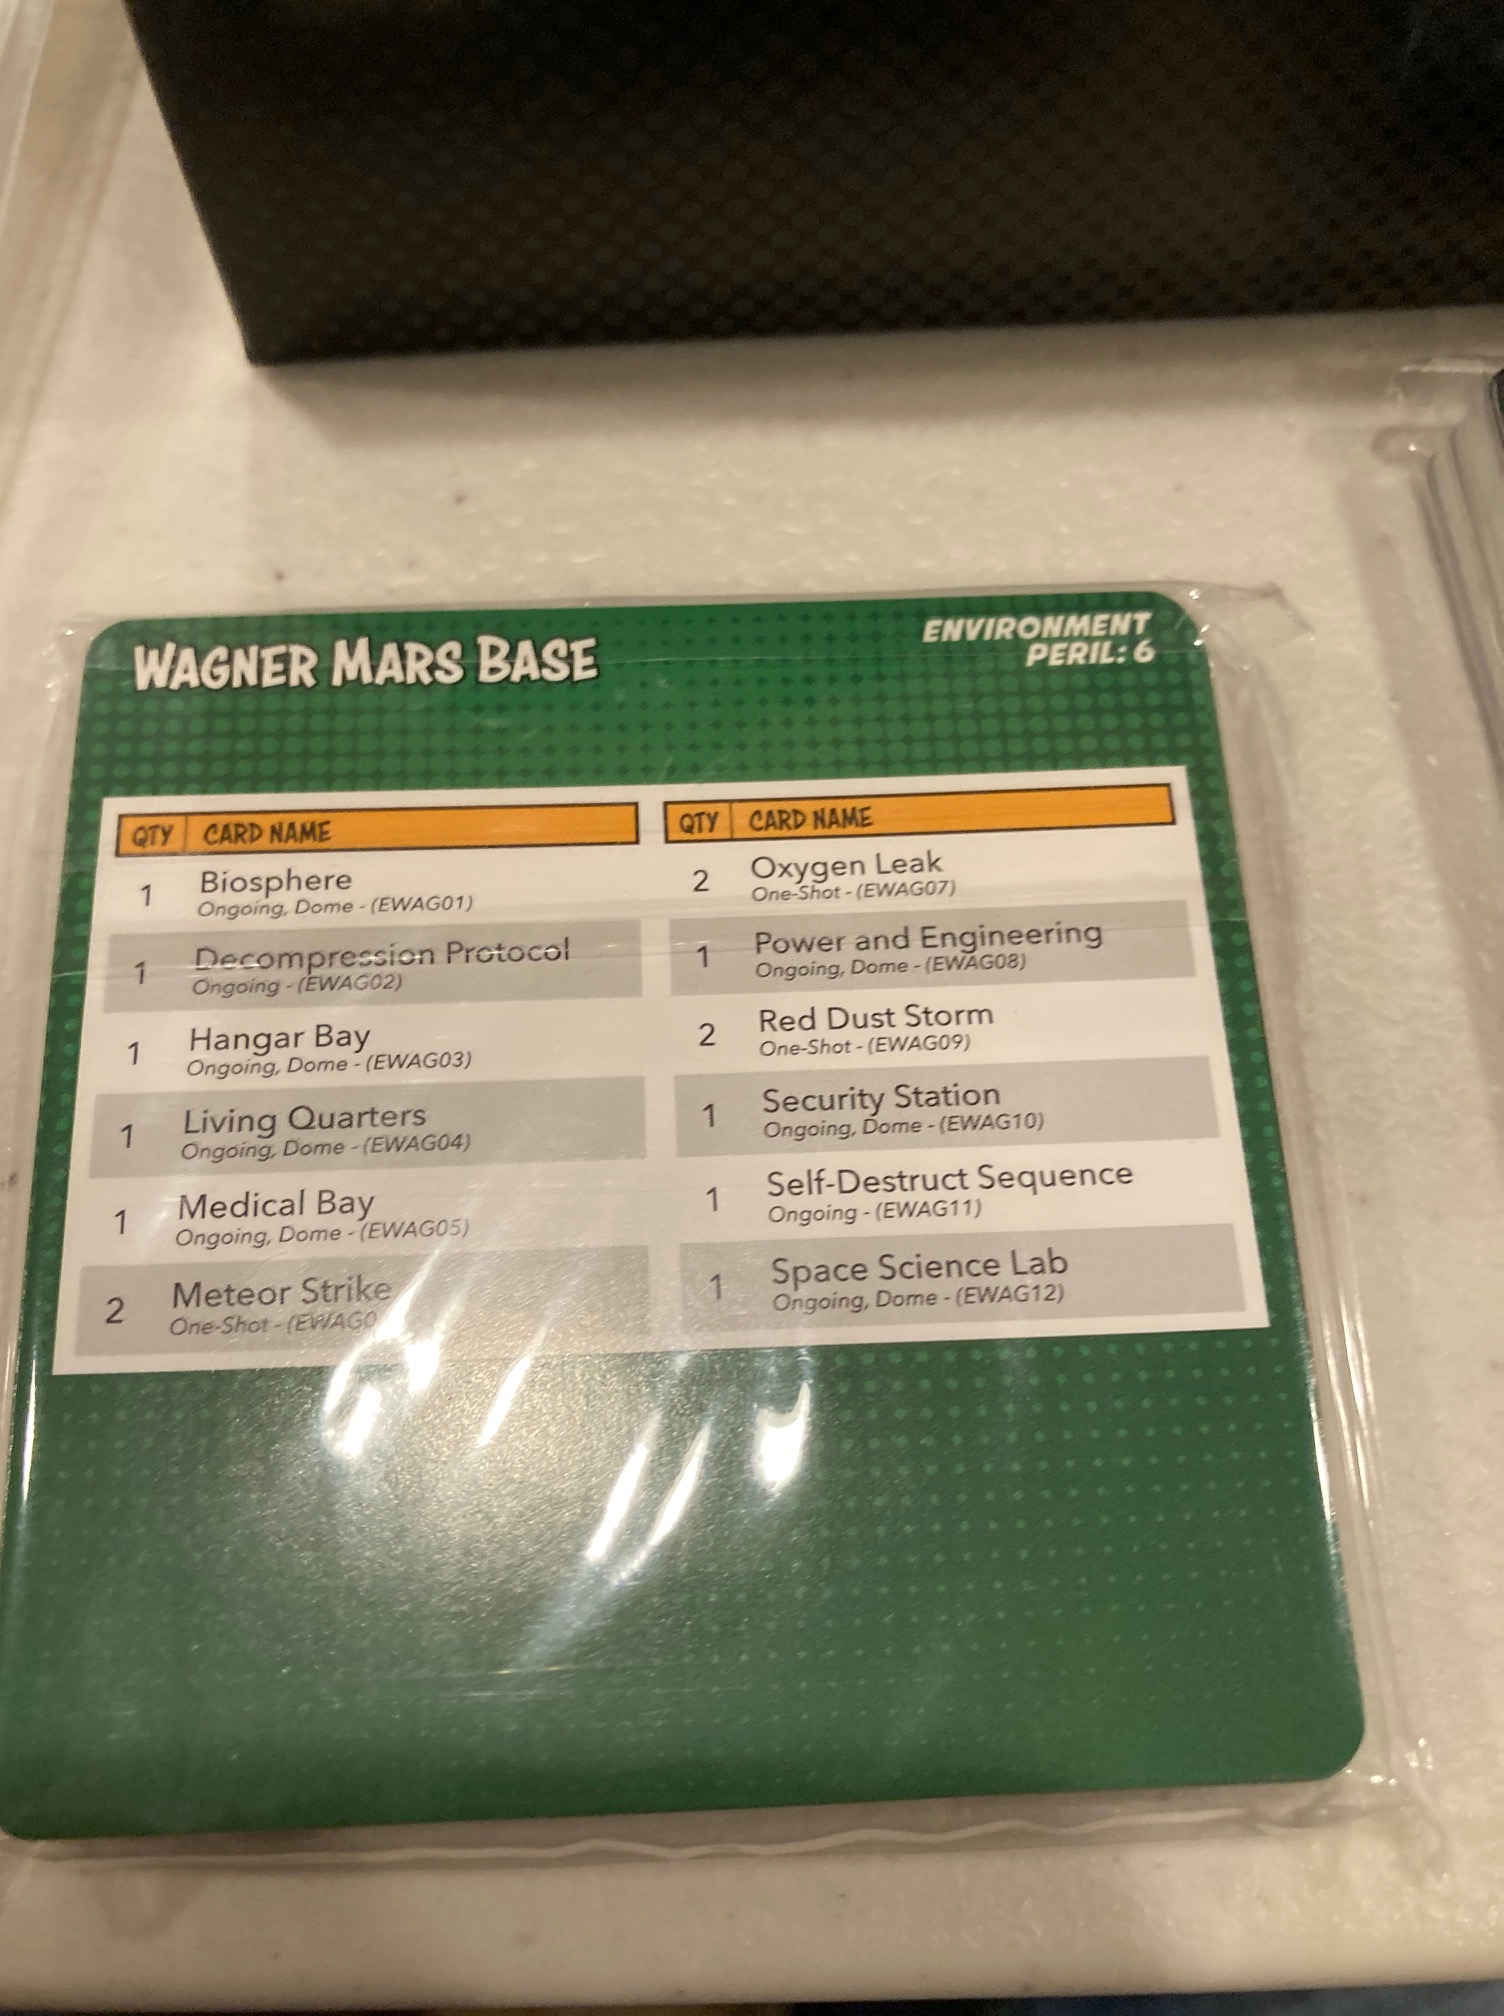 WAGNER MARS BASE
ENVIRONMENT
PERIL: 6
QTY CARD NAME
1 Biosphere
Ongoing, Dome - (EWAG01)
1 Decompression Protocol
Ongoing - (EWAG02)
1 Hangar Bay
Ongoing, Dome - (EWAG03)
1 Living Quarters
Ongoing, Dome - (EWAG04)
1 Medical Bay
Ongoing, Dome - (EWAG05)
2 Meteor Strike
One-Shot - (EWAG0
QTY CARD NAME
2 Oxygen Leak
One-Shot - (EWAG07)
1 Power and Engineering
Ongoing, Dome - (EWAG08)
2 Red Dust Storm
One-Shot - (EWAG09)
1 Security Station
Ongoing, Dome - (EWAG10)
1 Self-Destruct Sequence
Ongoing - (EWAG11)
1 Space Science Lab
Ongoing, Dome - (EWAG12)